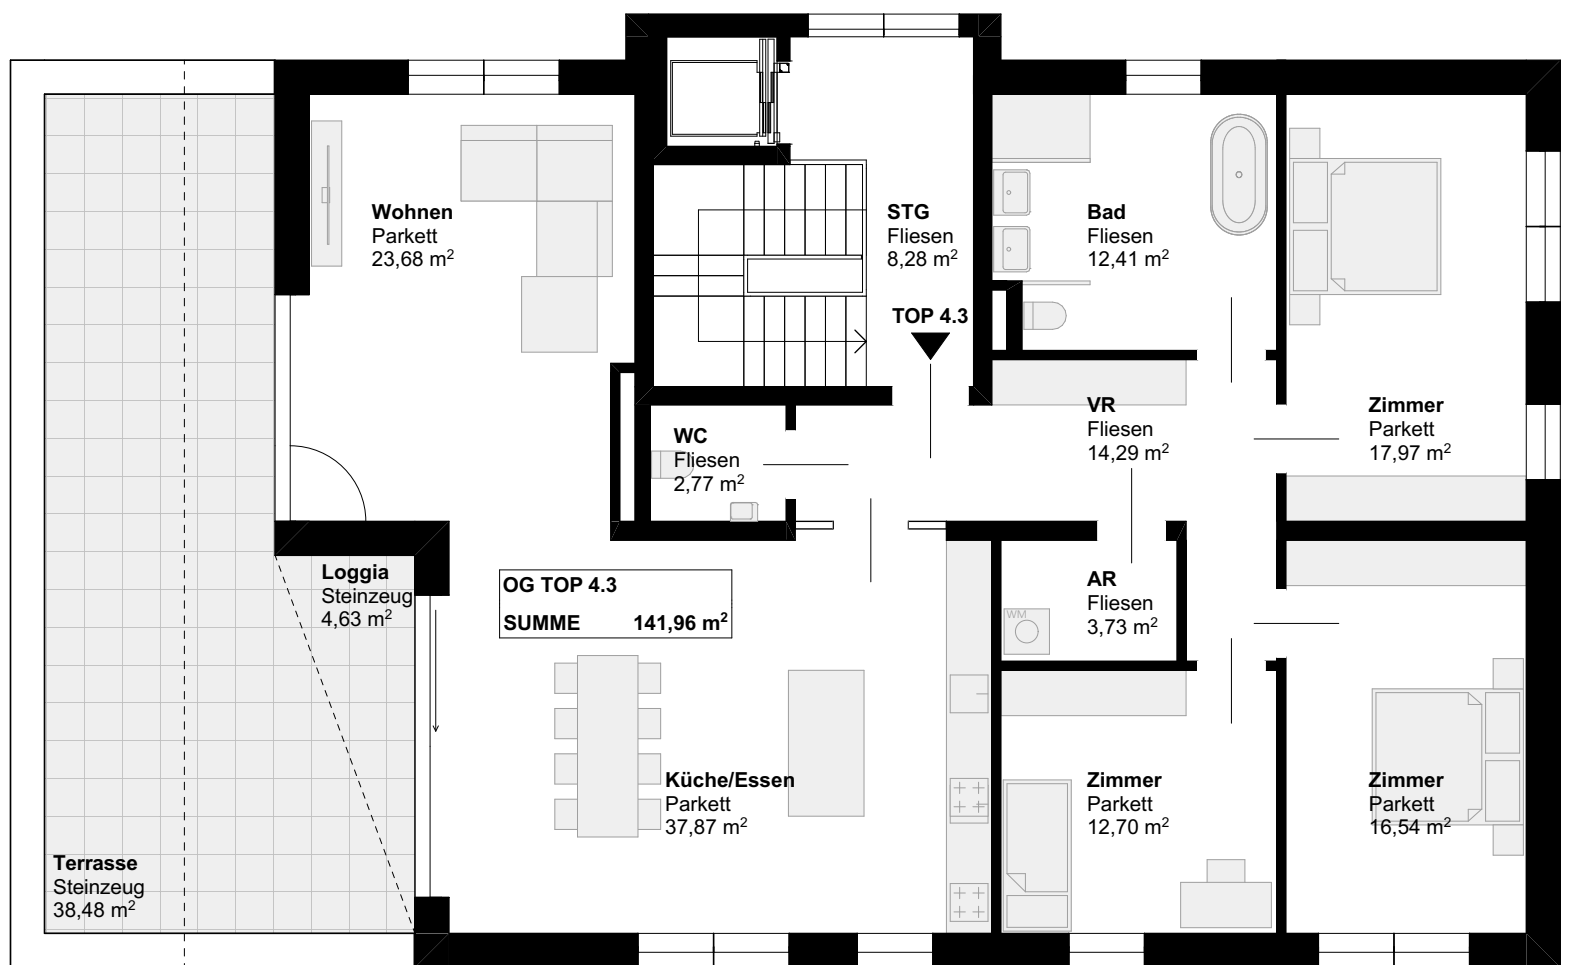 Wohnen
Parkett
23,68 m²
STG
Fliesen
8,28 m²
Bad
Fliesen
12,41 m²
TOP 4.3
WC
Fliesen
2,77 m²
VR
Fliesen
14,29 m²
Zimmer
Parkett
17,97 m²
Loggia
Steinzeug
4,63 m²
OG TOP 4.3
SUMME 141,96 m²
AR
Fliesen
3,73 m²
WM
Küche/Essen
Parkett
37,87 m²
Zimmer
Parkett
12,70 m²
Zimmer
Parkett
16,54 m²
Terrasse
Steinzeug
38,48 m²